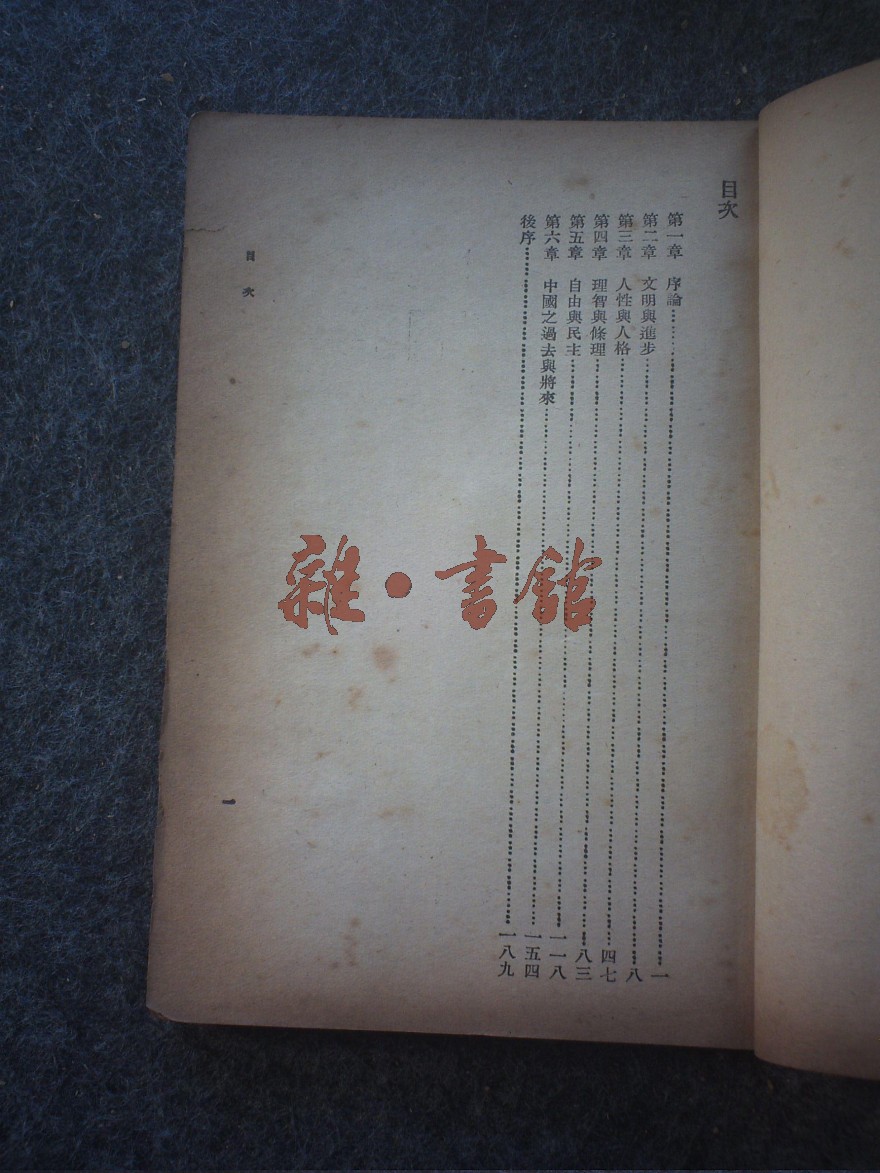 目次
第一章 序論……一
第二章 文明與進步……八
第三章 人性與人格……四七
第四章 理智與條理……八三
第五章 自由與民主……一一八
第六章 中國之過去與將來……一五四
後序……一八九
目次
一
雜•書館